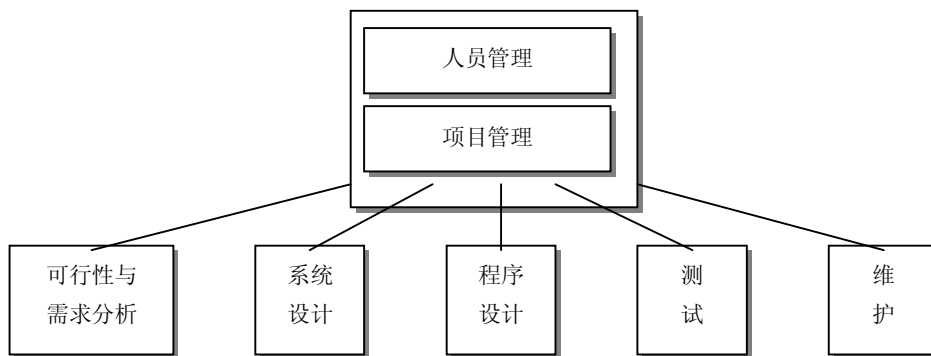 人员管理
项目管理
可行性与
需求分析
系统
设计
程序
设计
测
试
维
护